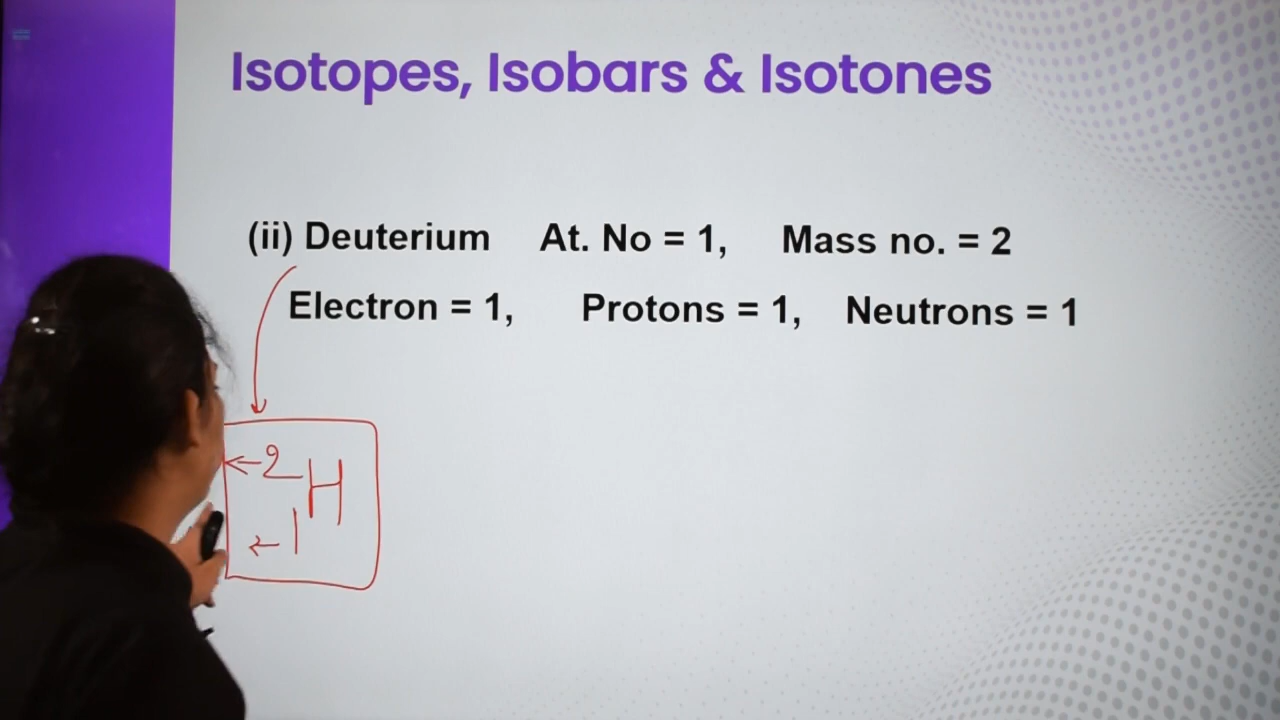 Isotopes, Isobars & Isotones
(ii) Deuterium At. No = 1, Mass no. = 2
Electron = 1, Protons = 1, Neutrons = 1
←2 H
←1